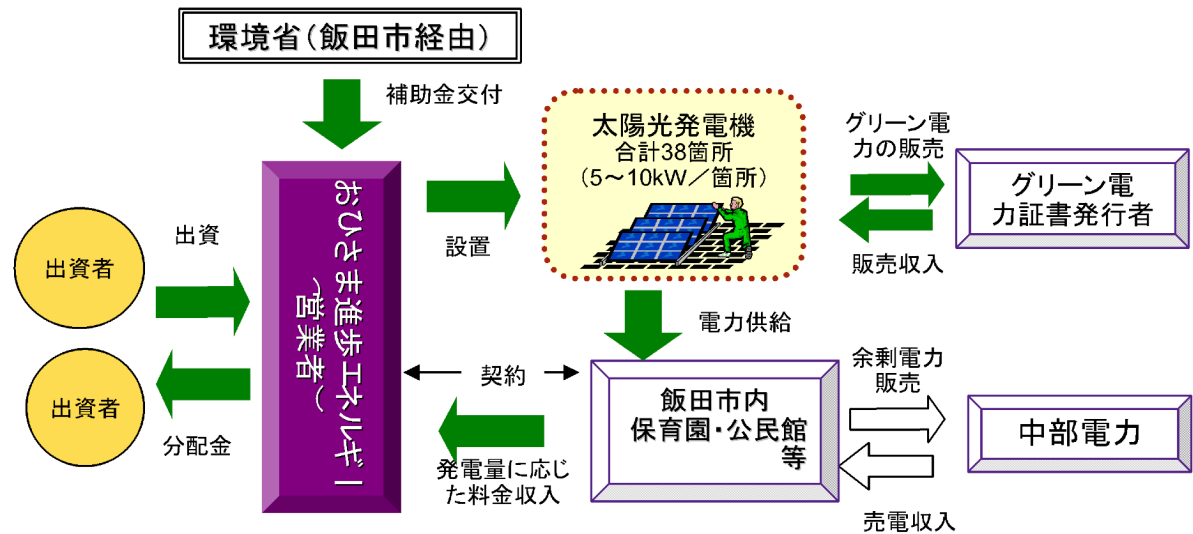 環境省（飯田市経由）
補助金交付
太陽光発電機
合計38箇所
（5～10kW／箇所）
グリーン電
力の販売
グリーン電
力証書発行者
販売収入
出資
出資者
設置
おひさま進歩エネルギー
（営業者）
電力供給
出資者
分配金
契約
発電量に応じ
た料金収入
飯田市内
保育園・公民館
等
余剰電力
販売
中部電力
売電収入